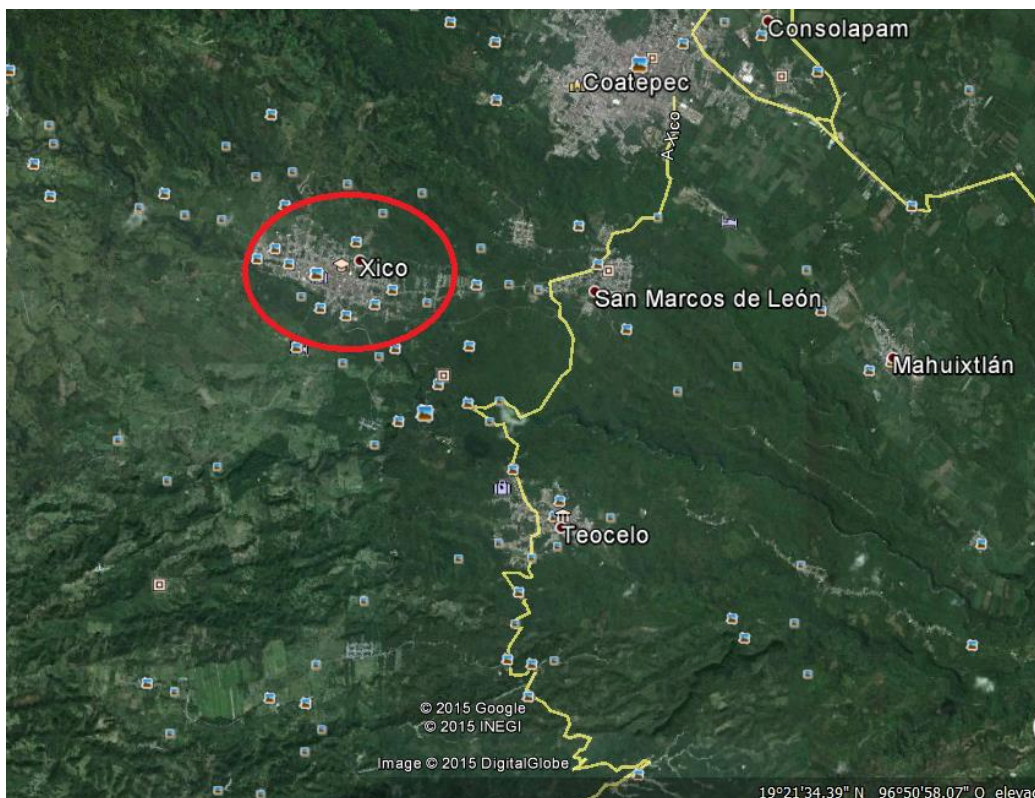 Consolapam
Coatepec
A Xico
Xico
San Marcos de León
Mahuixtlán
Teocelo
© 2015 Google
© 2015 INEGI
Image © 2015 DigitalGlobe
19°21'34.39" N 96°50'58.07" O eleva